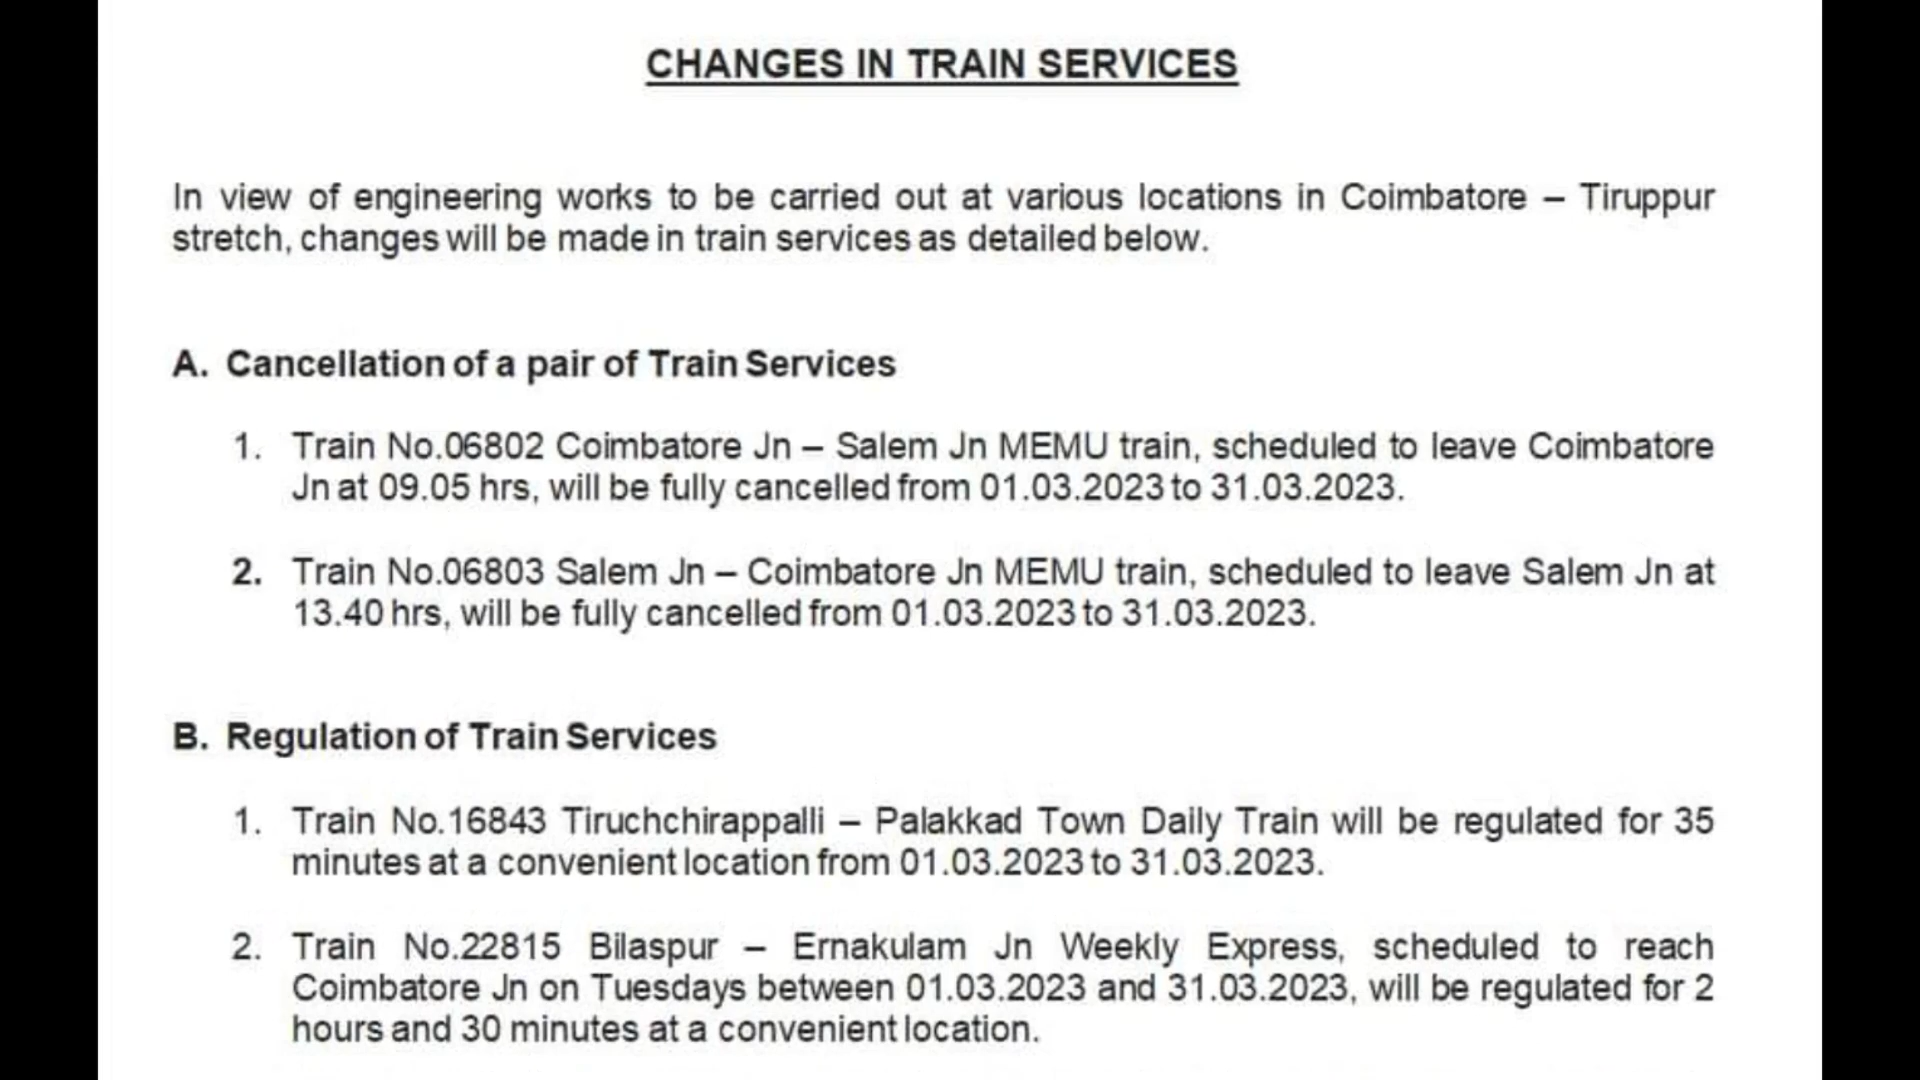 CHANGES IN TRAIN SERVICES
In view of engineering works to be carried out at various locations in Coimbatore – Tiruppur
stretch, changes will be made in train services as detailed below.
A. Cancellation of a pair of Train Services
1. Train No.06802 Coimbatore Jn – Salem Jn MEMU train, scheduled to leave Coimbatore
Jn at 09.05 hrs, will be fully cancelled from 01.03.2023 to 31.03.2023.
2. Train No.06803 Salem Jn – Coimbatore Jn MEMU train, scheduled to leave Salem Jn at
13.40 hrs, will be fully cancelled from 01.03.2023 to 31.03.2023.
B. Regulation of Train Services
1. Train No.16843 Tiruchchirappalli – Palakkad Town Daily Train will be regulated for 35
minutes at a convenient location from 01.03.2023 to 31.03.2023.
2. Train No.22815 Bilaspur – Ernakulam Jn Weekly Express, scheduled to reach
Coimbatore Jn on Tuesdays between 01.03.2023 and 31.03.2023, will be regulated for 2
hours and 30 minutes at a convenient location.